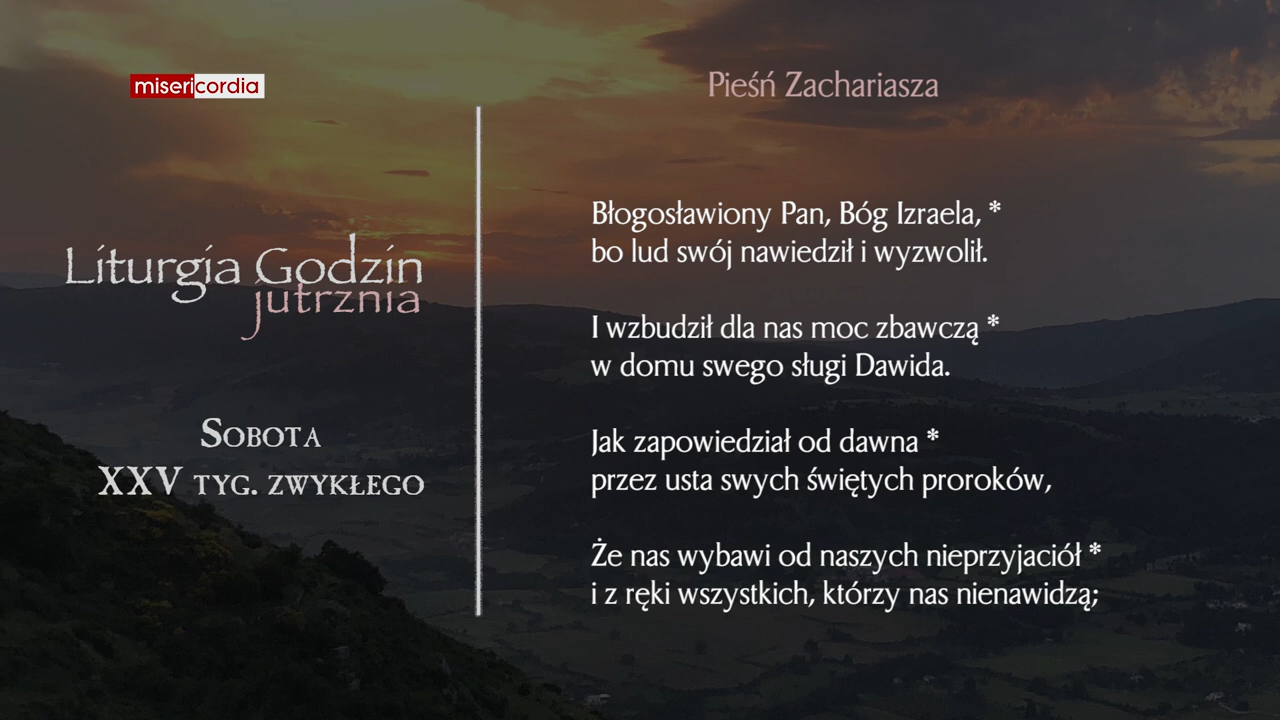 misericordia
Liturgia Godzin
jutrznia
Sobota
XXV tyg. zwykłego
Pieśń Zachariasza
Błogosławiony Pan, Bóg Izraela, *
bo lud swój nawiedził i wyzwolił.
I wzbudził dla nas moc zbawczą *
w domu swego sługi Dawida.
Jak zapowiedział od dawna *
przez usta swych świętych proroków,
Że nas wybawi od naszych nieprzyjaciół *
i z ręki wszystkich, którzy nas nienawidzą;